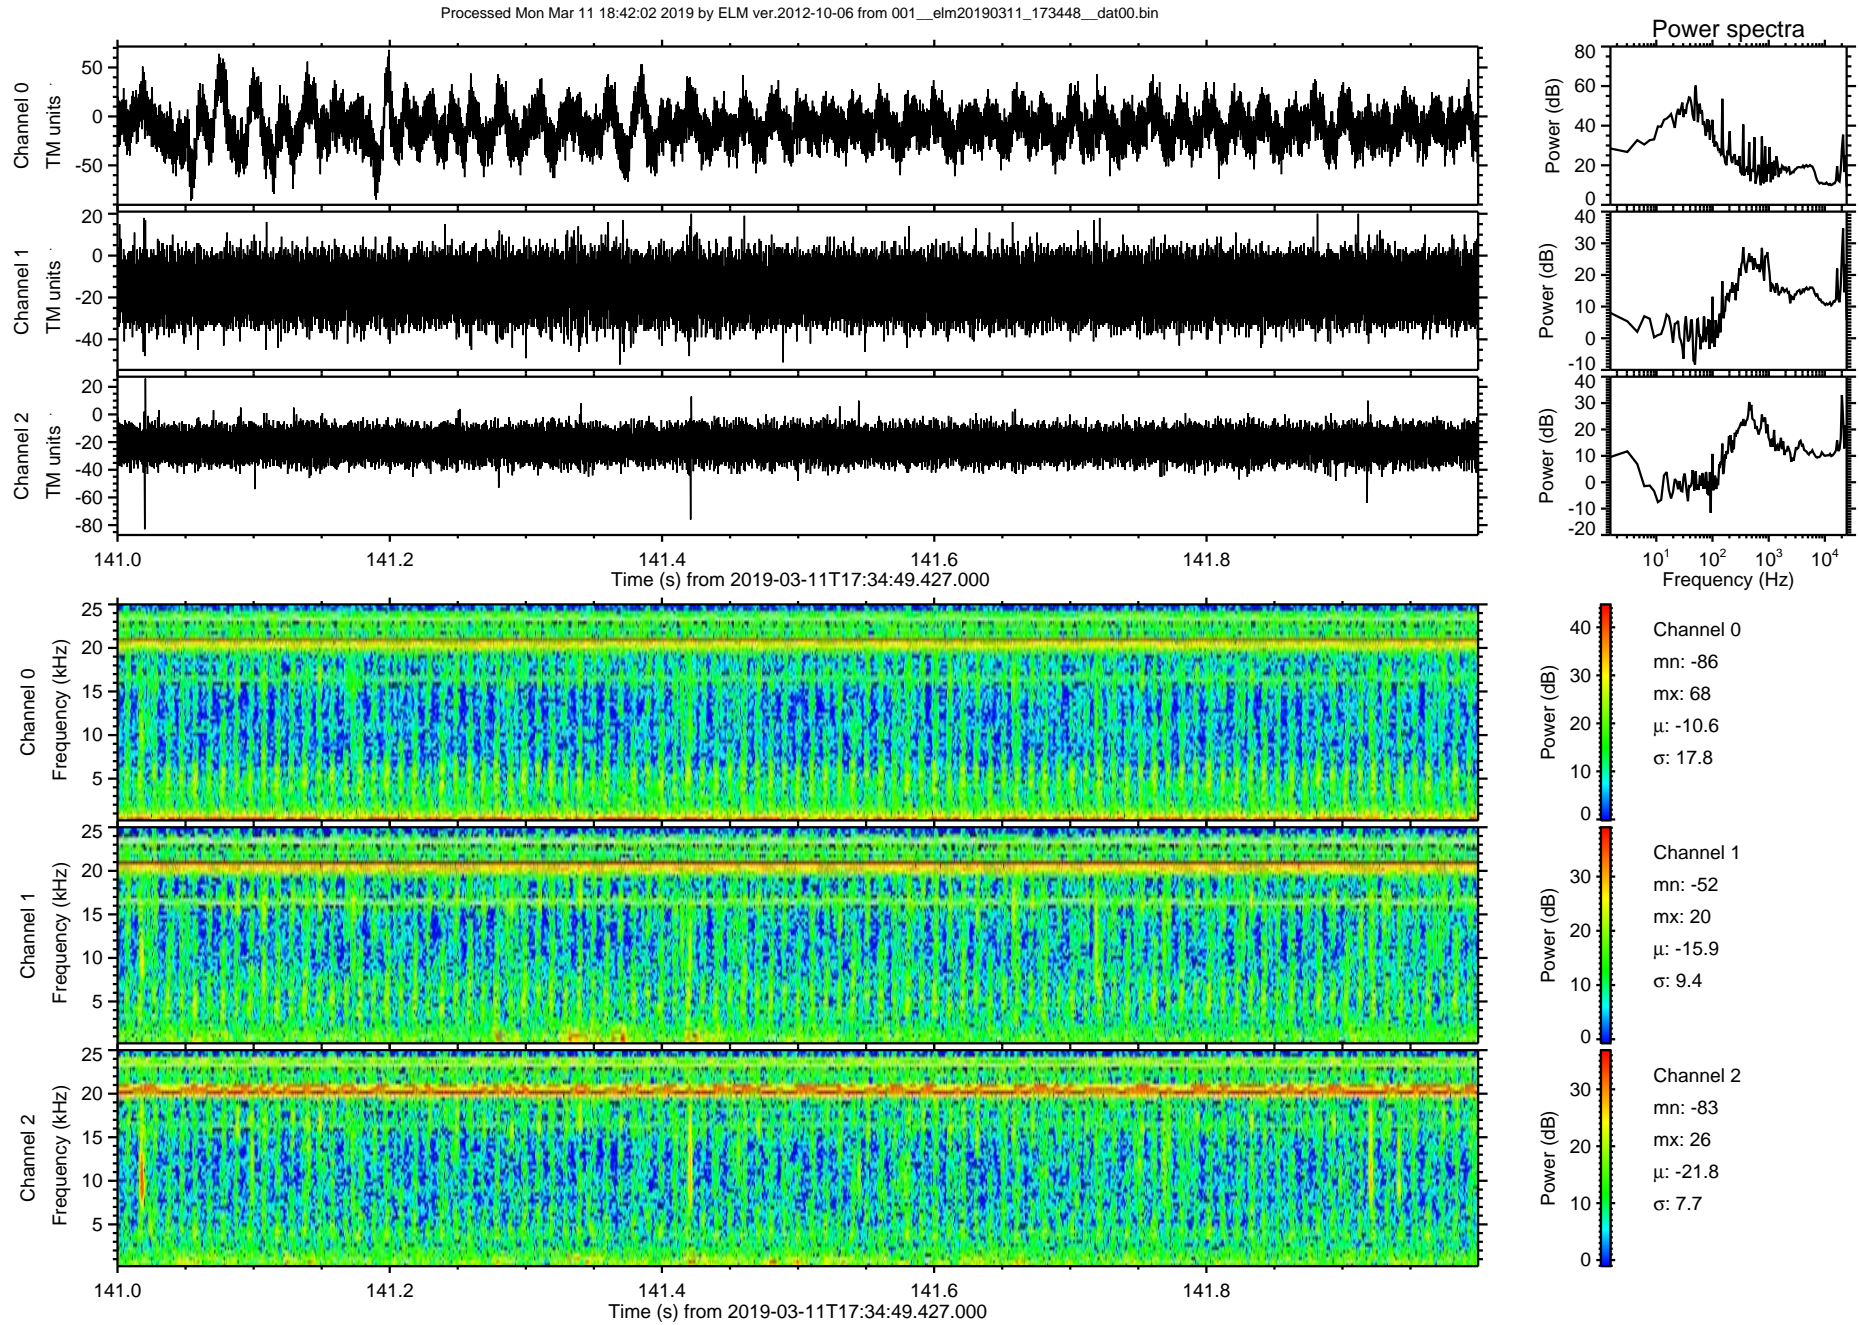 Processed Mon Mar 11 18:42:02 2019 by ELM ver.2012-10-06 from 001__elm20190311_173448__dat00.bin
Power spectra
Channel 0
TM units
50
0
-50
Power (dB)
80
60
40
20
0
Channel 1
TM units
20
0
-20
-40
Power (dB)
40
30
20
10
0
-10
Channel 2
TM units
20
0
-20
-40
-60
-80
Power (dB)
40
30
20
10
0
-10
-20
141.0 141.2 141.4 141.6 141.8
Time (s) from 2019-03-11T17:34:49.427.000
10¹ 10² 10³ 10⁴
Frequency (Hz)
Channel 0
Frequency (kHz)
25
20
15
10
5
Power (dB)
40
30
20
10
0
Channel 0
mn: -86
mx: 68
μ: -10.6
σ: 17.8
Channel 1
Frequency (kHz)
25
20
15
10
5
Power (dB)
30
20
10
0
Channel 1
mn: -52
mx: 20
μ: -15.9
σ: 9.4
Channel 2
Frequency (kHz)
25
20
15
10
5
Power (dB)
30
20
10
0
Channel 2
mn: -83
mx: 26
μ: -21.8
σ: 7.7
141.0 141.2 141.4 141.6 141.8
Time (s) from 2019-03-11T17:34:49.427.000